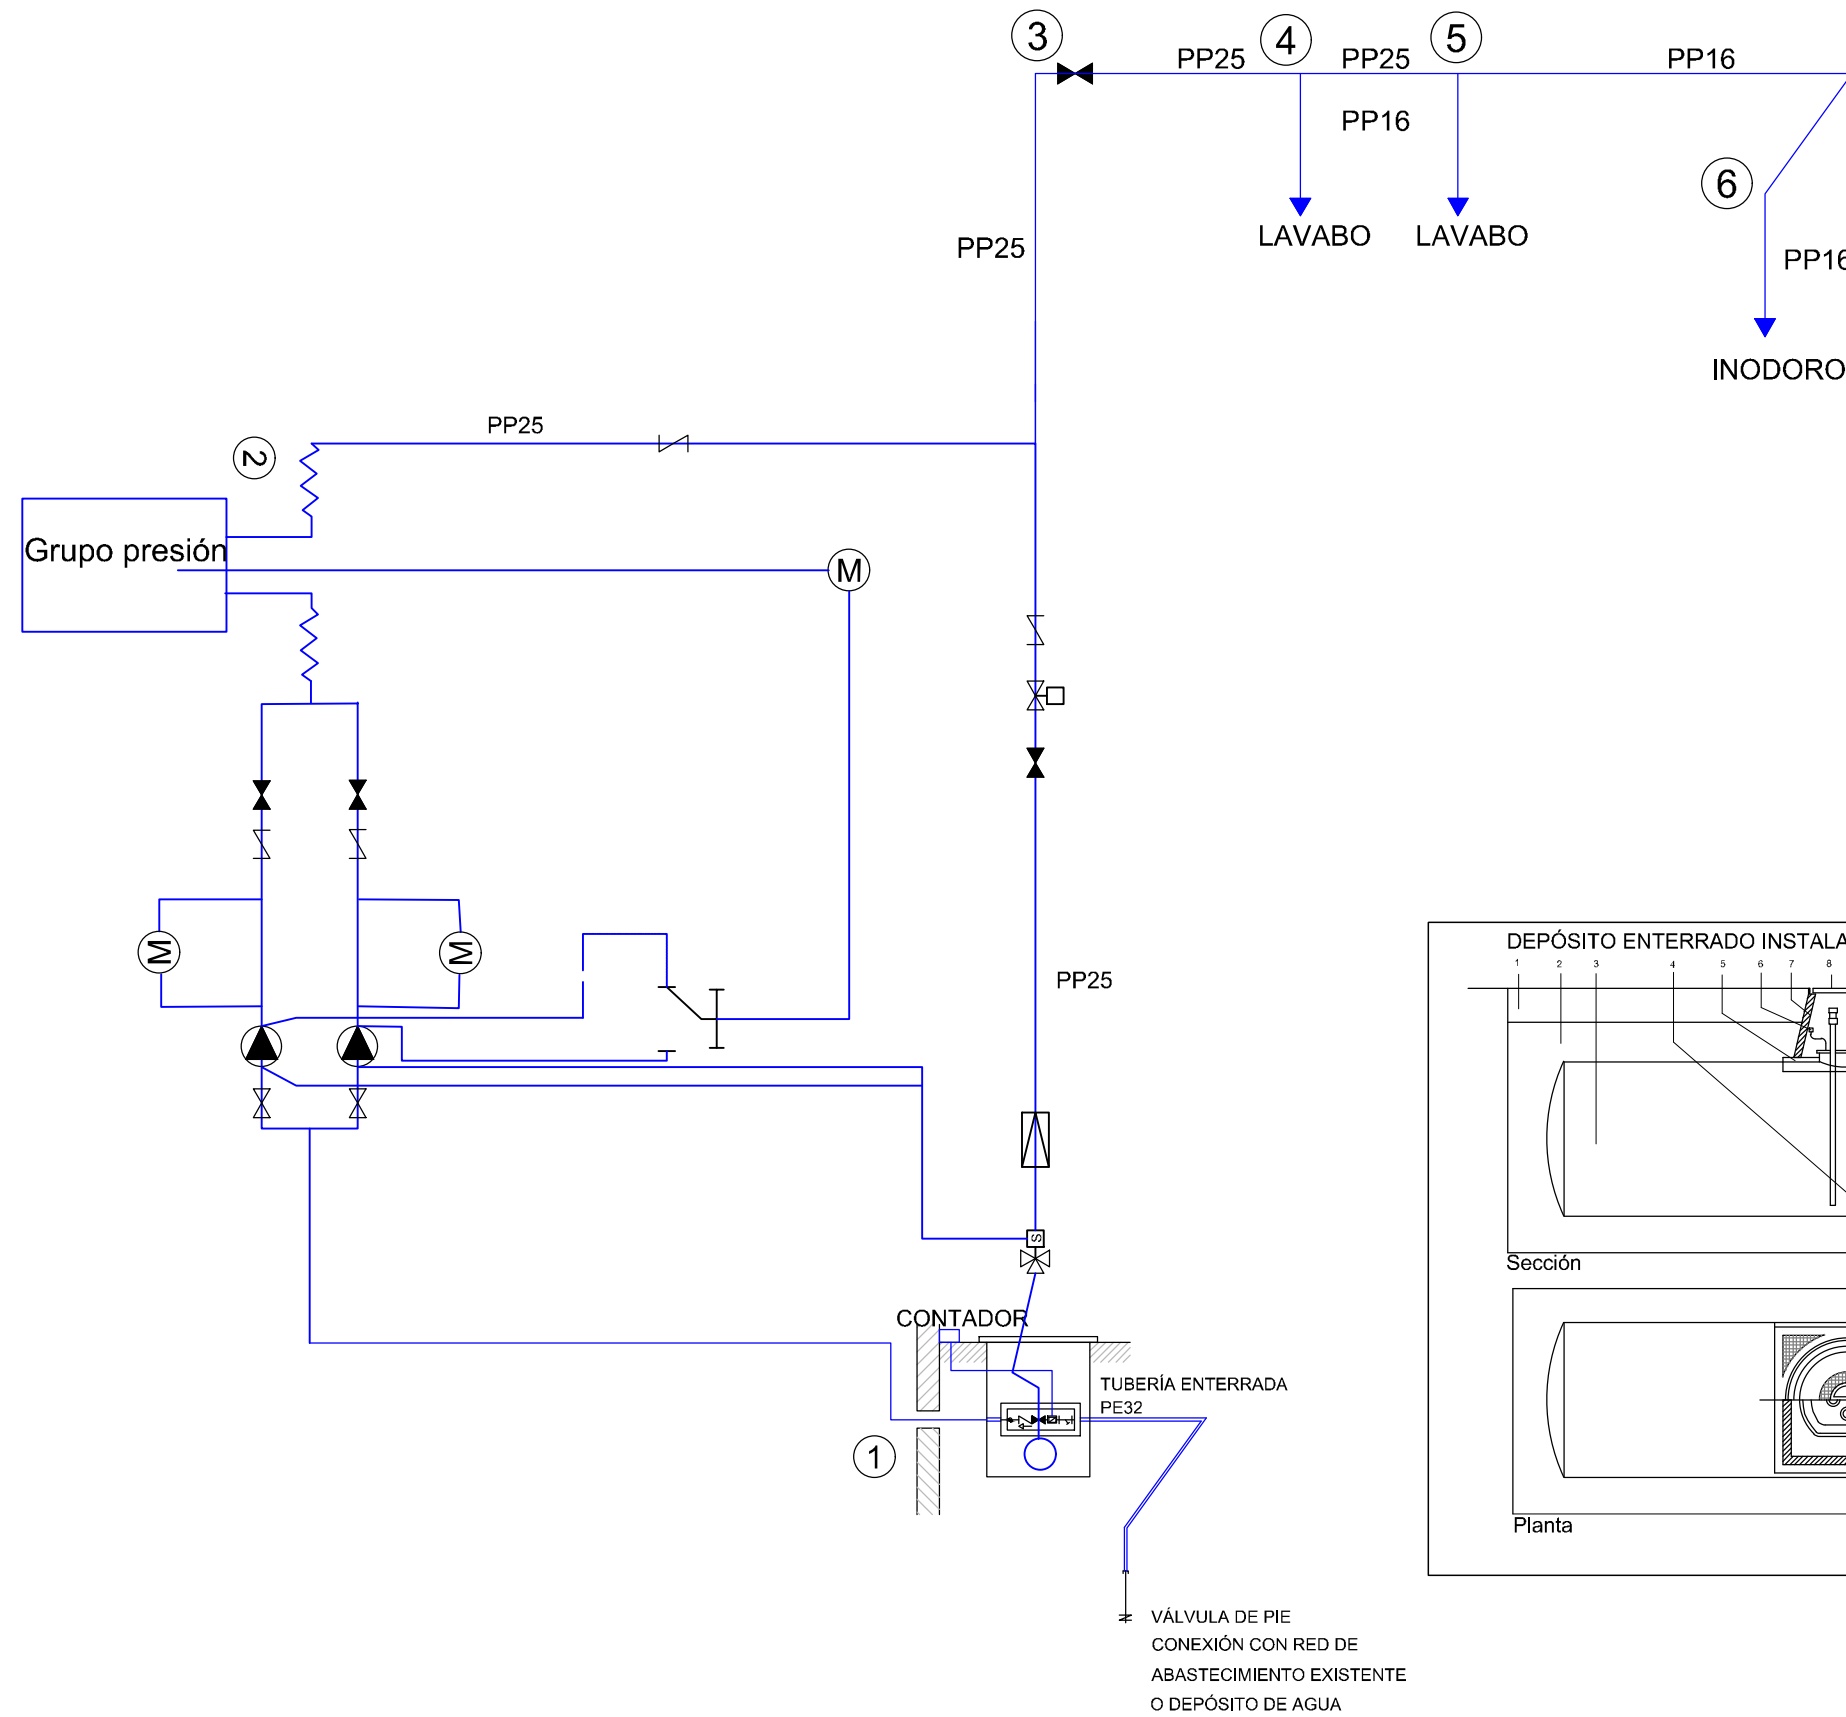 3
4
5
PP25
PP25
PP16
PP16
6
LAVABO
LAVABO
PP25
PP16
INODORO
PP25
2
Grupo presión
M
M
M
PP25
DEPÓSITO ENTERRADO INSTALA
1 2 3 4 5 6 7 8
S
Sección
CONTADOR
TUBERÍA ENTERRADA
PE32
1
Planta
VÁLVULA DE PIE
CONEXIÓN CON RED DE
ABASTECIMIENTO EXISTENTE
O DEPÓSITO DE AGUA